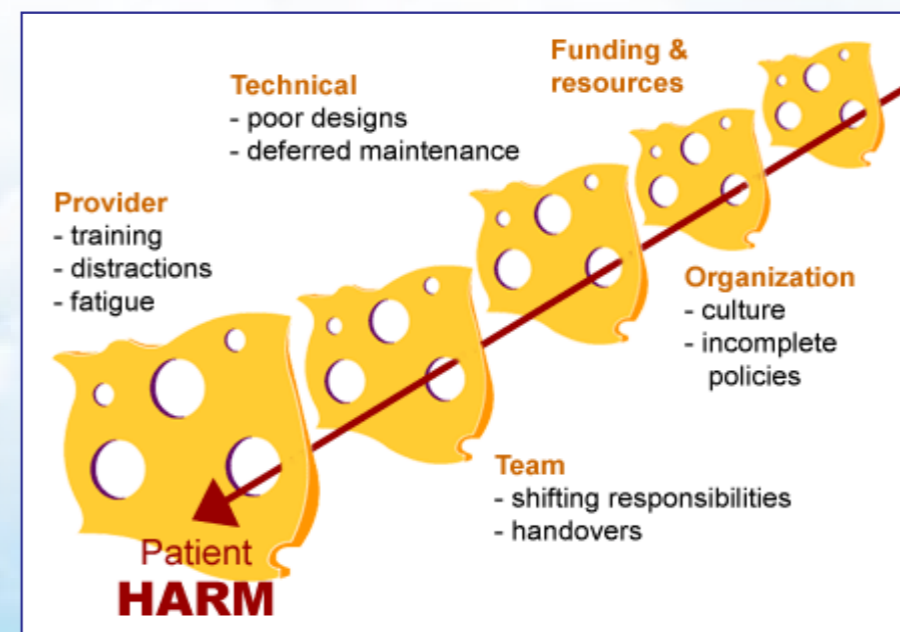 Funding &
resources
Technical
- poor designs
- deferred maintenance
Provider
- training
- distractions
- fatigue
Organization
- culture
- incomplete
policies
Team
- shifting responsibilities
- handovers
Patient
HARM